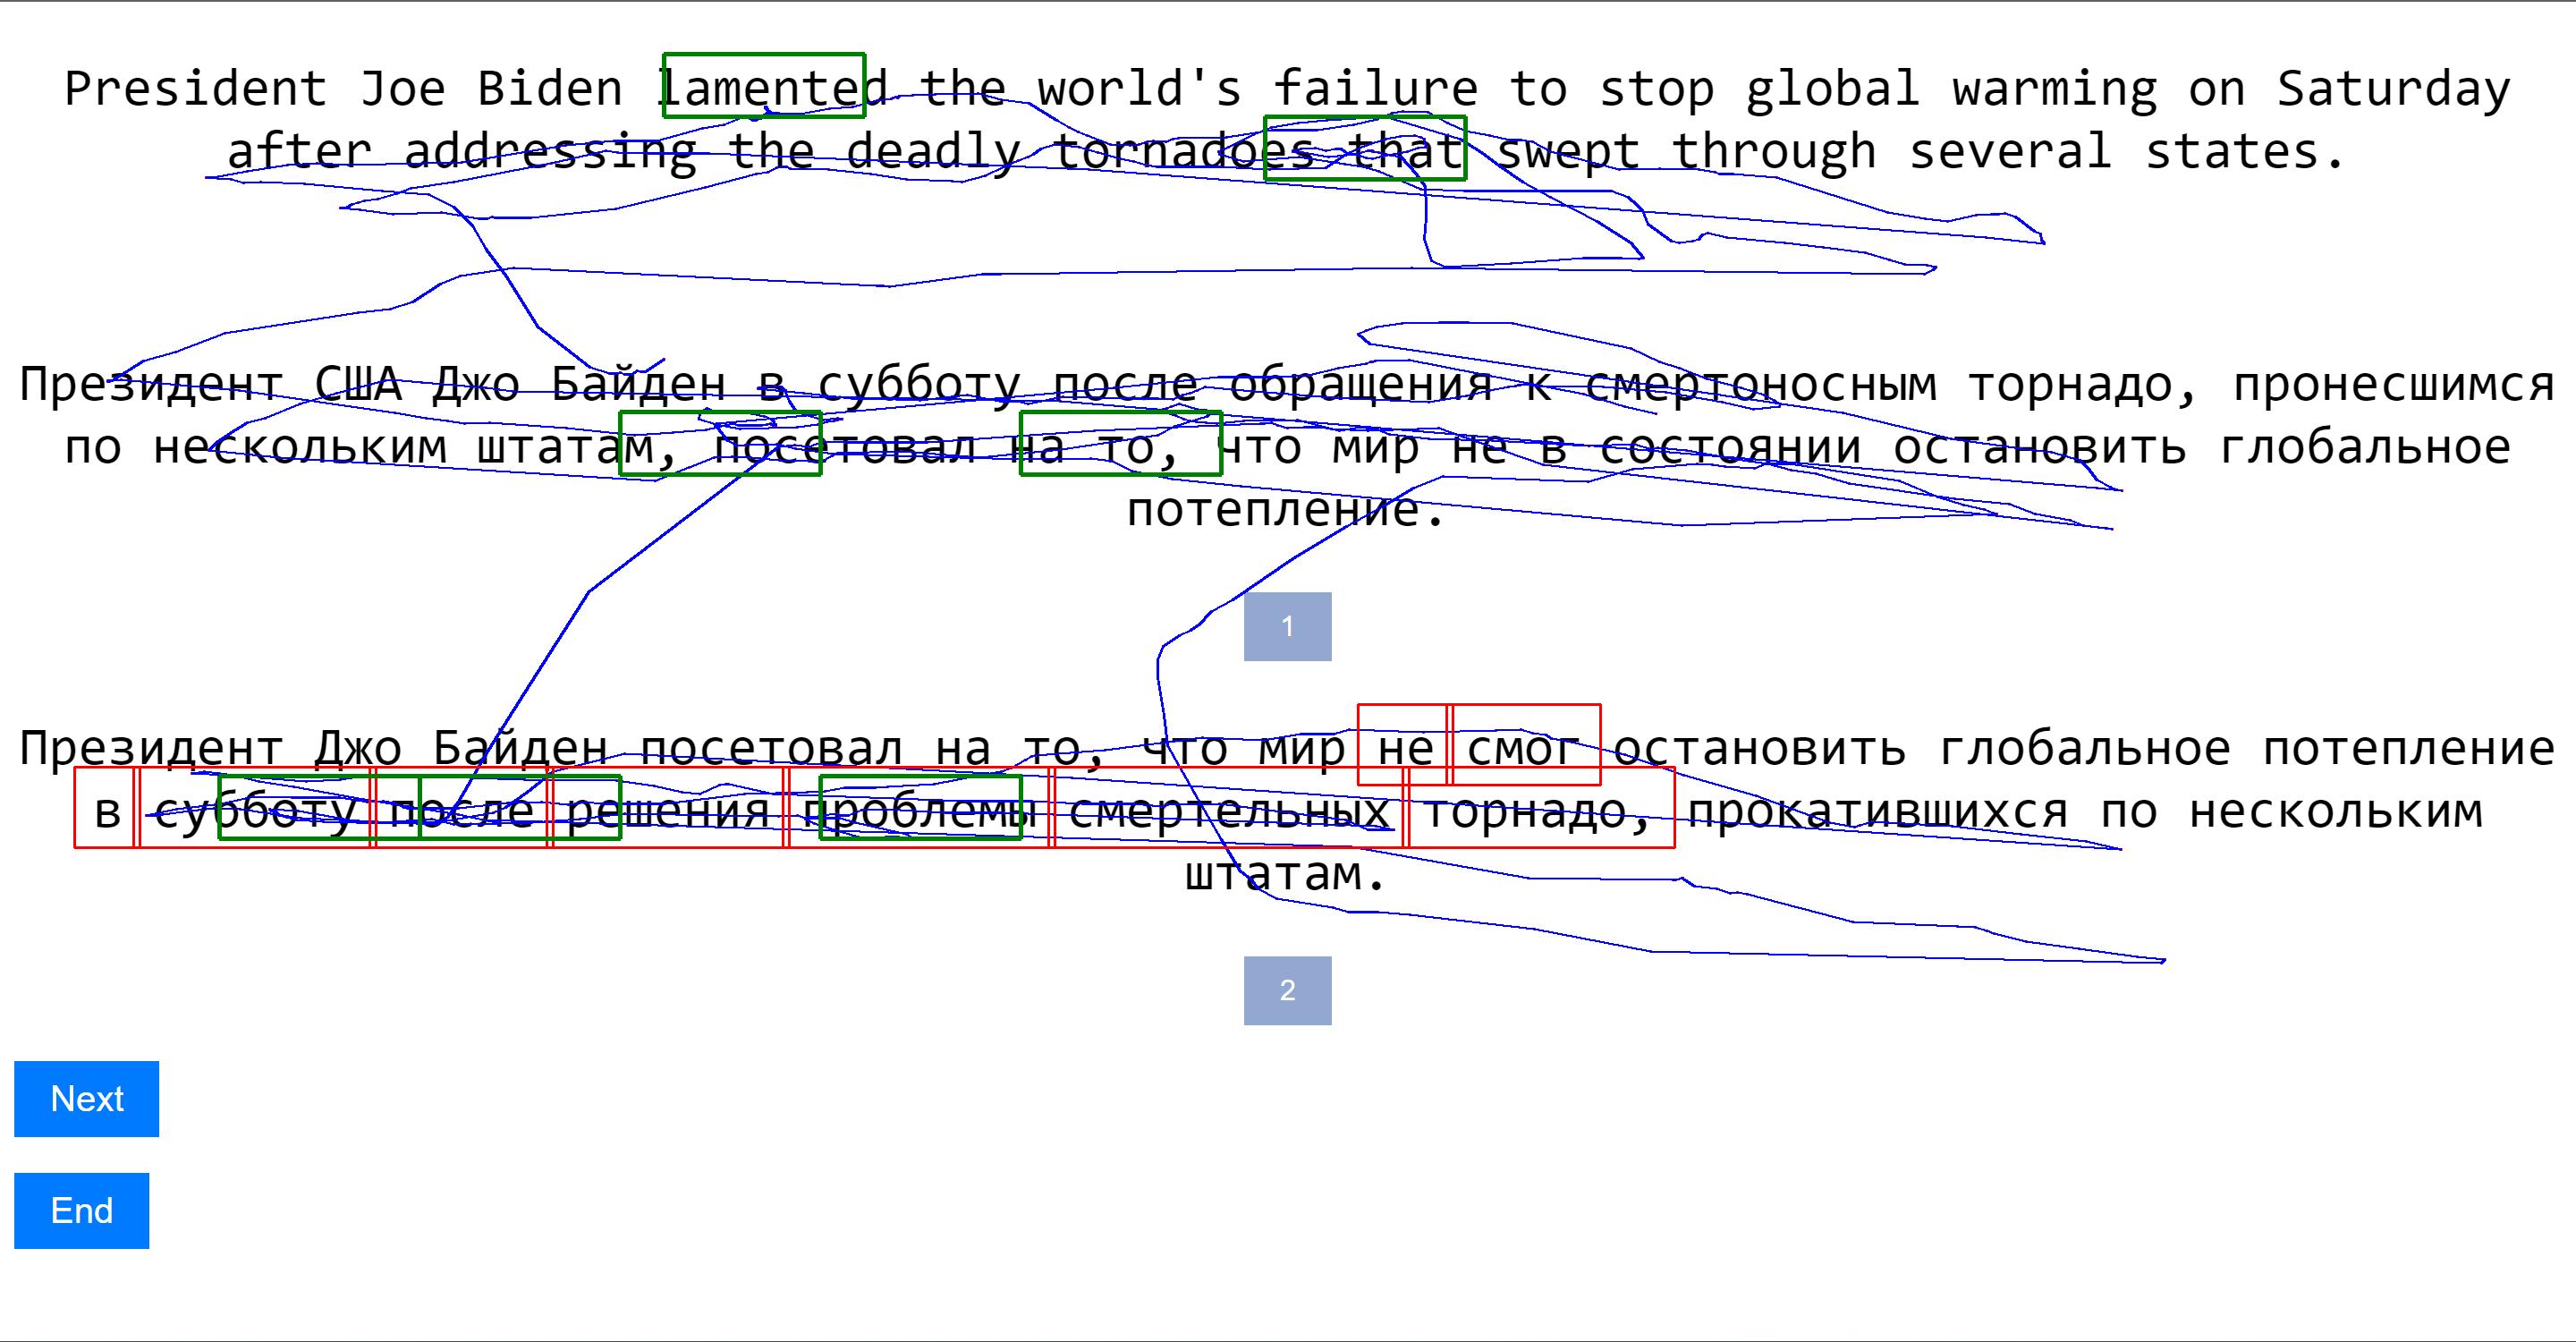 President Joe Biden lamented the world's failure to stop global warming on Saturday
after addressing the deadly tornadoes that swept through several states.
Президент США Джо Байден в субботу после обращения к смертоносным торнадо, пронесшимся
по нескольким штатам, посетовал на то, что мир не в состоянии остановить глобальное
потепление.
1
Президент Джо Байден посетовал на то, что мир не смог остановить глобальное потепление
в субботу после решения проблемы смертельных торнадо, прокатившихся по нескольким
штатам.
2
Next
End